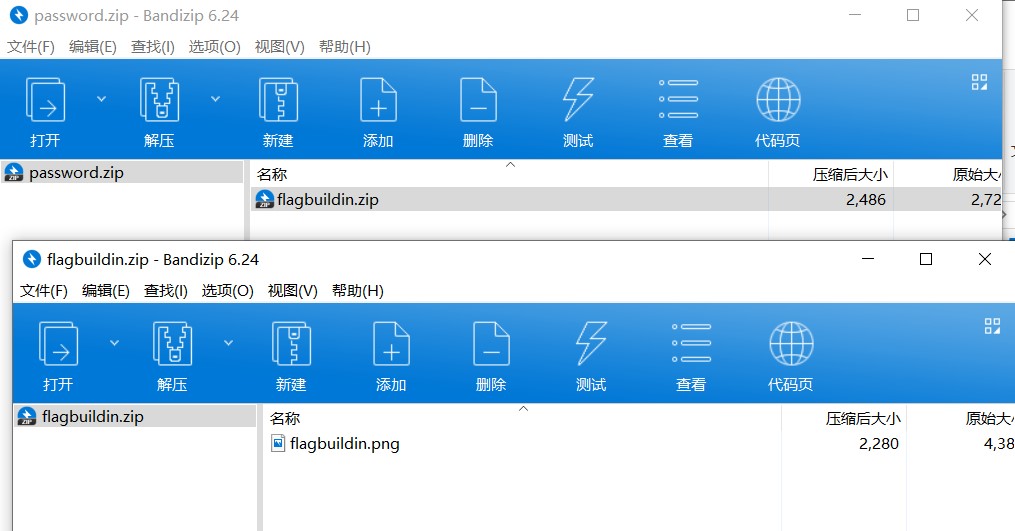 password.zip - Bandizip 6.24
文件(F) 编辑(E) 查找(I) 选项(O) 视图(V) 帮助(H)
打开 解压 新建 添加 删除 测试 查看 代码页
password.zip
名称 压缩后大小 原始大小
flagbuildin.zip 2,486 2,72
flagbuildin.zip - Bandizip 6.24
文件(F) 编辑(E) 查找(I) 选项(O) 视图(V) 帮助(H)
打开 解压 新建 添加 删除 测试 查看 代码页
flagbuildin.zip
名称 压缩后大小 原始大小
flagbuildin.png 2,280 4,38